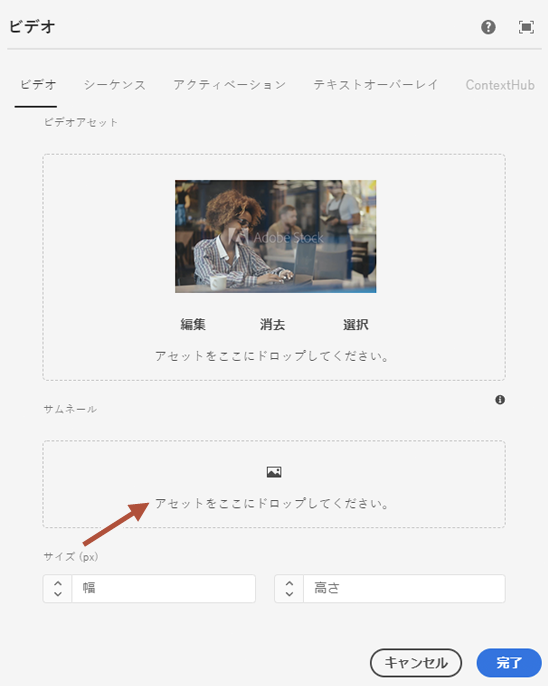 ビデオ
ビデオ シーケンス アクティベーション テキストオーバーレイ ContextHub
ビデオアセット
Adobe Stock
編集 消去 選択
アセットをここにドロップしてください。
サムネール
アセットをここにドロップしてください。
サイズ (px)
幅 高さ
キャンセル 完了